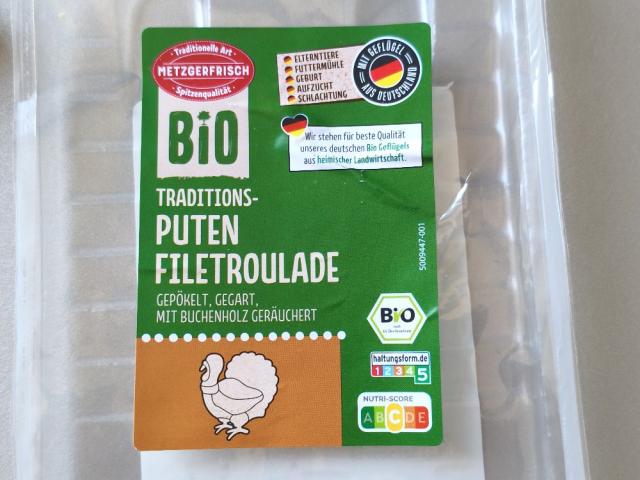 · Traditionelle Art ·
METZGERFRISCH
· Spitzenqualität ·
BIO
ELTERNTIERE
FUTTERMÜHLE
GEBURT
AUFZUCHT
SCHLACHTUNG
MIT GEFLÜGEL
AUS DEUTSCHLAND
Wir stehen für beste Qualität
unseres deutschen Bio Geflügels
aus heimischer Landwirtschaft.
TRADITIONS-
PUTEN
FILETROULADE
GEPÖKELT, GEGART,
MIT BUCHENHOLZ GERÄUCHERT
5009447-001
Bio
haltungsform.de
1 2 3 4 5
NUTRI-SCORE
A B C D E